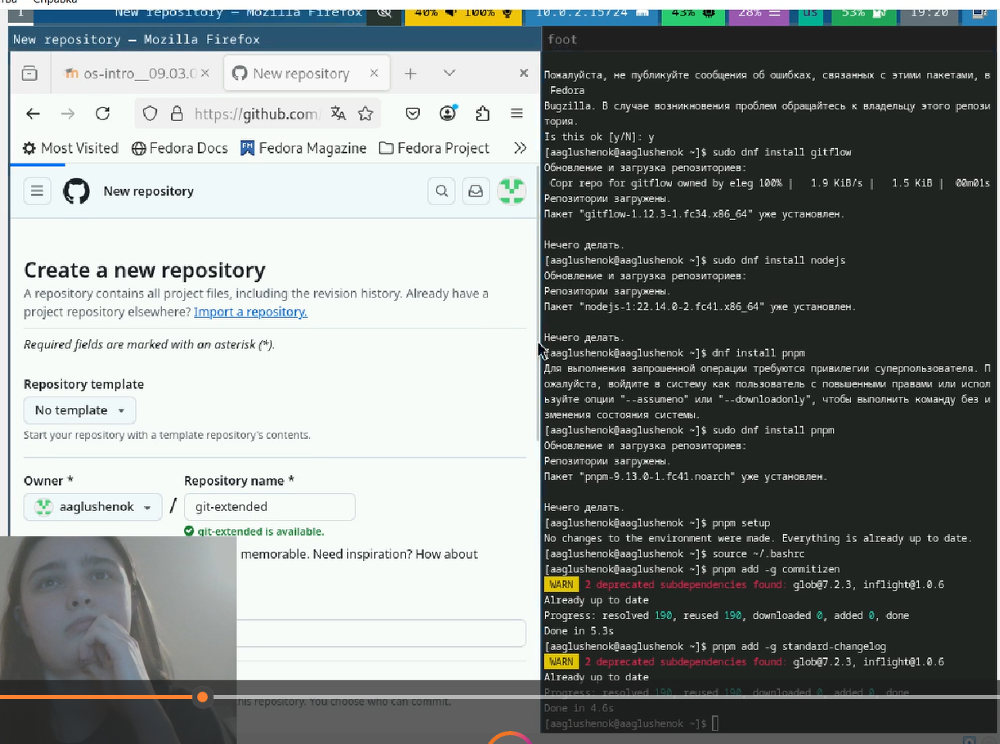 Справка
1
New repository — Mozilla Firefox
40% 100%
10.0.2.15/24
43%
28%
us
53%
19:20
New repository — Mozilla Firefox
os-intro__09.03.0
New repository
https://github.com
Most Visited
Fedora Docs
Fedora Magazine
Fedora Project
New repository
Create a new repository
A repository contains all project files, including the revision history. Already have a
project repository elsewhere? Import a repository.
Required fields are marked with an asterisk (*).
Repository template
No template
Start your repository with a template repository's contents.
Owner * Repository name *
aaglushenok / git-extended
git-extended is available.
memorable. Need inspiration? How about
this repository. You choose who can commit.
foot
Пожалуйста, не публикуйте сообщения об ошибках, связанных с этими пакетами, в
Fedora
Bugzilla. В случае возникновения проблем обращайтесь к владельцу этого репози
тория.
Is this ok [y/N]: y
[aaglushenok@aaglushenok ~]$ sudo dnf install gitflow
Обновление и загрузка репозиториев:
Copr repo for gitflow owned by eleg 100% | 1.9 KiB/s | 1.5 KiB | 00m01s
Репозитории загружены.
Пакет "gitflow-1.12.3-1.fc34.x86_64" уже установлен.
Нечего делать.
[aaglushenok@aaglushenok ~]$ sudo dnf install nodejs
Обновление и загрузка репозиториев:
Репозитории загружены.
Пакет "nodejs-1:22.14.0-2.fc41.x86_64" уже установлен.
Нечего делать.
[aaglushenok@aaglushenok ~]$ dnf install pnpm
Для выполнения запрошенной операции требуются привилегии суперпользователя. П
ожалуйста, войдите в систему как пользователь с повышенными правами или испол
ьзуйте опции "--assumeno" или "--downloadonly", чтобы выполнить команду без и
зменения состояния системы.
[aaglushenok@aaglushenok ~]$ sudo dnf install pnpm
Обновление и загрузка репозиториев:
Репозитории загружены.
Пакет "pnpm-9.13.0-1.fc41.noarch" уже установлен.
Нечего делать.
[aaglushenok@aaglushenok ~]$ pnpm setup
No changes to the environment were made. Everything is already up to date.
[aaglushenok@aaglushenok ~]$ source ~/.bashrc
[aaglushenok@aaglushenok ~]$ pnpm add -g commitizen
WARN 2 deprecated subdependencies found: glob@7.2.3, inflight@1.0.6
Already up to date
Progress: resolved 190, reused 190, downloaded 0, added 0, done
Done in 5.3s
[aaglushenok@aaglushenok ~]$ pnpm add -g standard-changelog
WARN 2 deprecated subdependencies found: glob@7.2.3, inflight@1.0.6
Already up to date
Progress: resolved 190, reused 190, downloaded 0, added 0, done
Done in 4.6s
[aaglushenok@aaglushenok ~]$